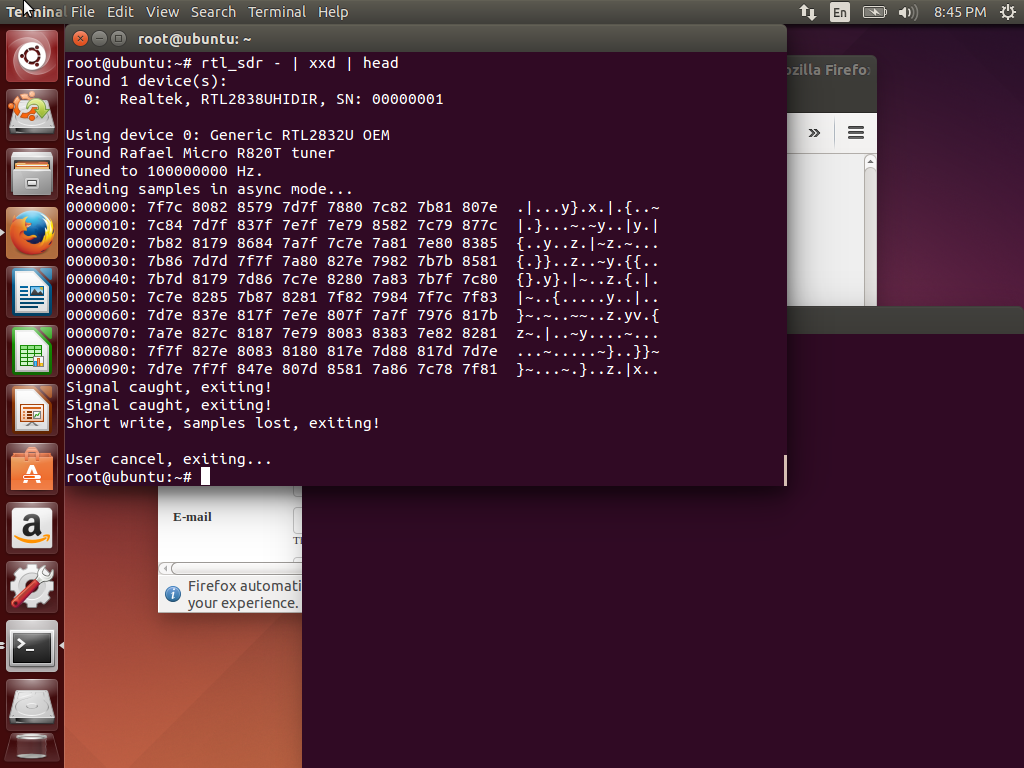 Terminal File Edit View Search Terminal Help En 8:45 PM
root@ubuntu: ~
ozilla Firefox
root@ubuntu:~# rtl_sdr - | xxd | head
Found 1 device(s):
  0:  Realtek, RTL2838UHIDIR, SN: 00000001
Using device 0: Generic RTL2832U OEM
Found Rafael Micro R820T tuner
Tuned to 100000000 Hz.
Reading samples in async mode...
0000000: 7f7c 8082 8579 7d7f 7880 7c82 7b81 807e  .|...y}.x.|.{..~
0000010: 7c84 7d7f 837f 7e7f 7e79 8582 7c79 877c  |.}...~.~y..|y.|
0000020: 7b82 8179 8684 7a7f 7c7e 7a81 7e80 8385  {..y..z.|~z.~...
0000030: 7b86 7d7d 7f7f 7a80 827e 7982 7b7b 8581  {.}}..z..~y.{{..
0000040: 7b7d 8179 7d86 7c7e 8280 7a83 7b7f 7c80  {}.y}.|~..z.{.|.
0000050: 7c7e 8285 7b87 8281 7f82 7984 7f7c 7f83  |~..{.....y..|..
0000060: 7d7e 837e 817f 7e7e 807f 7a7f 7976 817b  }~.~..~~..z.yv.{
0000070: 7a7e 827c 8187 7e79 8083 8383 7e82 8281  z~.|..~y....~...
0000080: 7f7f 827e 8083 8180 817e 7d88 817d 7d7e  ...~.....~}..}}~
0000090: 7d7e 7f7f 847e 807d 8581 7a86 7c78 7f81  }~...~.}..z.|x..
Signal caught, exiting!
Signal caught, exiting!
Short write, samples lost, exiting!
User cancel, exiting...
root@ubuntu:~#
E-mail
Firefox automati
your experience.